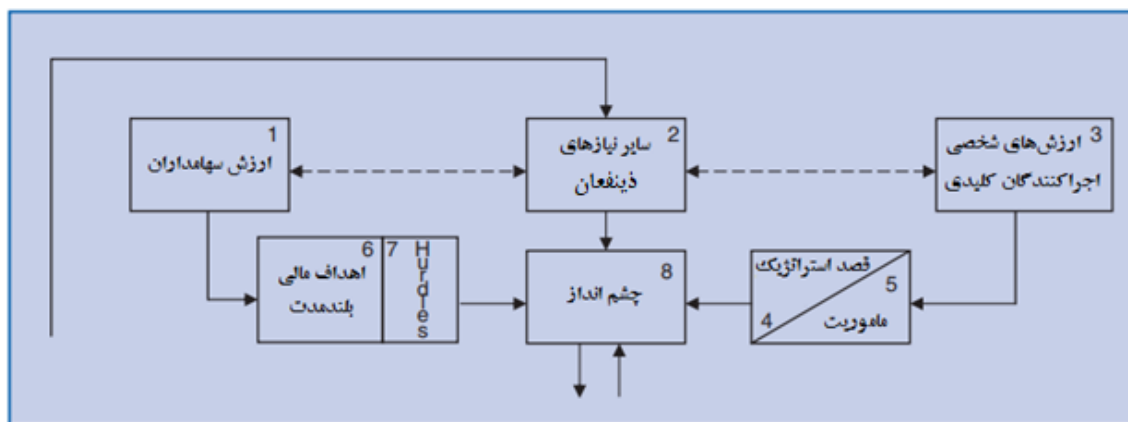 1
ارزش سهامداران
2
سایر نیازهای
ذینفعان
3
ارزش‌های شخصی
اجراکنندگان کلیدی
6
اهداف مالی
بلندمدت
7
Hurdles
8
چشم انداز
قصد استراتژیک
4
5
ماموریت